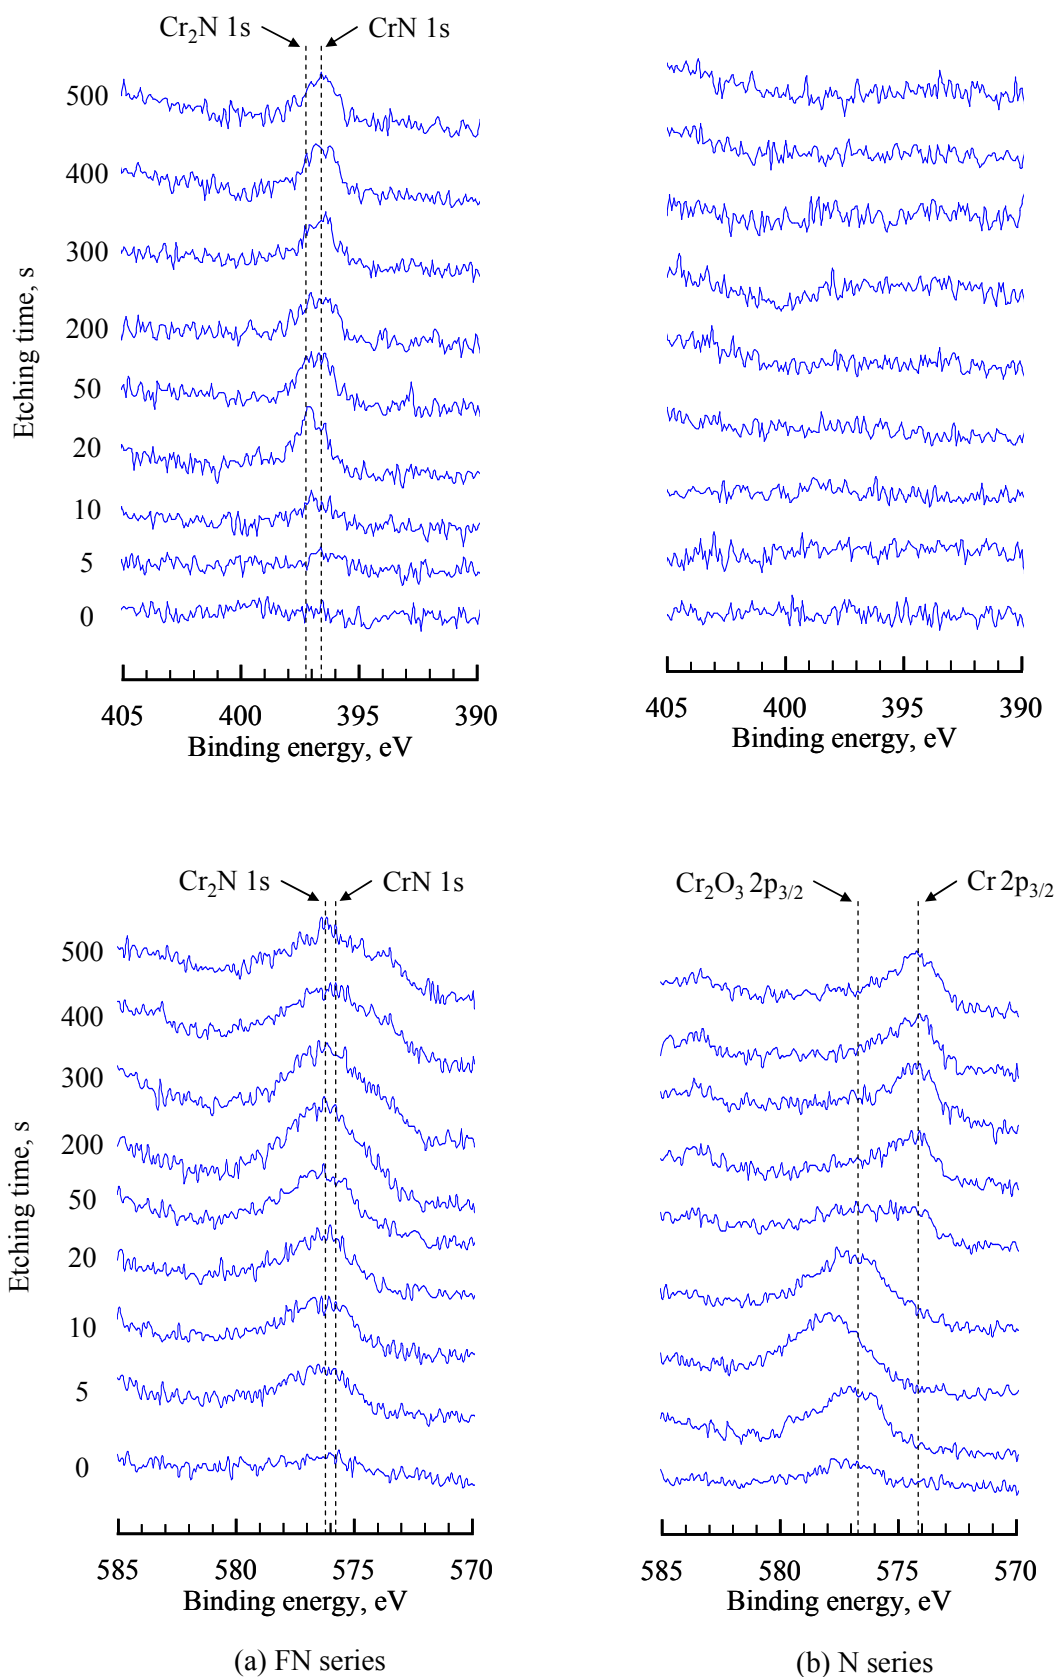 Cr₂N 1s CrN 1s
500
400
300
200
50
20
10
5
0
Etching time, s
405 400 395 390
Binding energy, eV
405 400 395 390
Binding energy, eV
Cr₂N 1s CrN 1s
Cr₂O₃ 2p₃/₂ Cr 2p₃/₂
500
400
300
200
50
20
10
5
0
Etching time, s
585 580 575 570
Binding energy, eV
585 580 575 570
Binding energy, eV
(a) FN series
(b) N series